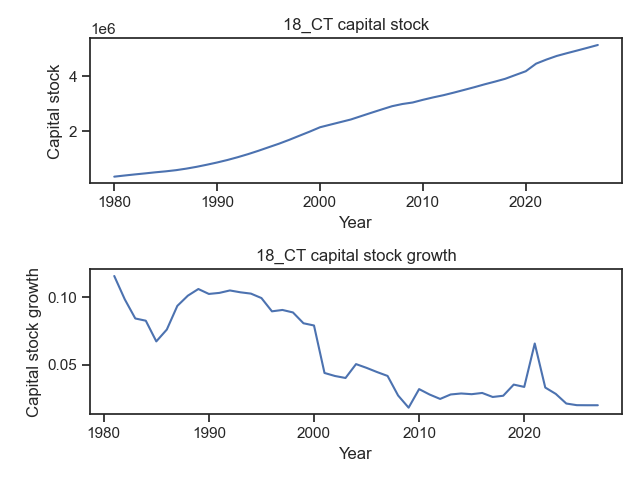 18_CT capital stock
1e6
Capital stock
4
2
1980 1990 2000 2010 2020
Year
18_CT capital stock growth
Capital stock growth
0.10
0.05
1980 1990 2000 2010 2020
Year